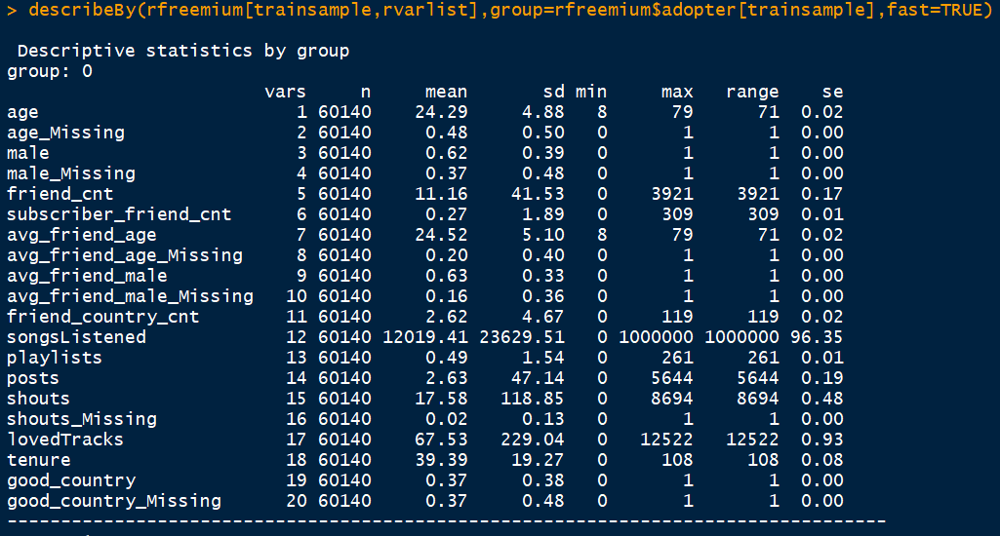 > describeBy(rfreemium[trainsample,rvarlist],group=rfreemium$adopter[trainsample],fast=TRUE)
Descriptive statistics by group
group: 0
vars n mean sd min max range se
age 1 60140 24.29 4.88 8 79 71 0.02
age_Missing 2 60140 0.48 0.50 0 1 1 0.00
male 3 60140 0.62 0.39 0 1 1 0.00
male_Missing 4 60140 0.37 0.48 0 1 1 0.00
friend_cnt 5 60140 11.16 41.53 0 3921 3921 0.17
subscriber_friend_cnt 6 60140 0.27 1.89 0 309 309 0.01
avg_friend_age 7 60140 24.52 5.10 8 79 71 0.02
avg_friend_age_Missing 8 60140 0.20 0.40 0 1 1 0.00
avg_friend_male 9 60140 0.63 0.33 0 1 1 0.00
avg_friend_male_Missing 10 60140 0.16 0.36 0 1 1 0.00
friend_country_cnt 11 60140 2.62 4.67 0 119 119 0.02
songsListened 12 60140 12019.41 23629.51 0 1000000 1000000 96.35
playlists 13 60140 0.49 1.54 0 261 261 0.01
posts 14 60140 2.63 47.14 0 5644 5644 0.19
shouts 15 60140 17.58 118.85 0 8694 8694 0.48
shouts_Missing 16 60140 0.02 0.13 0 1 1 0.00
lovedTracks 17 60140 67.53 229.04 0 12522 12522 0.93
tenure 18 60140 39.39 19.27 0 108 108 0.08
good_country 19 60140 0.37 0.38 0 1 1 0.00
good_country_Missing 20 60140 0.37 0.48 0 1 1 0.00
----------------------------------------------------------------------------------